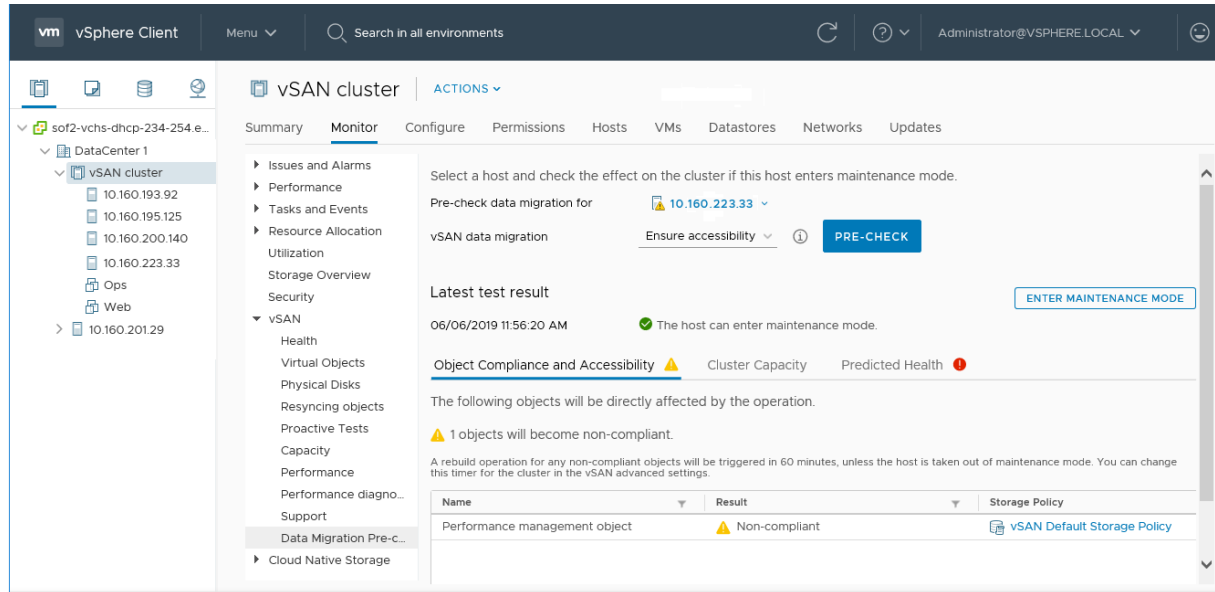 vm vSphere Client Menu Search in all environments Administrator@VSPHERE.LOCAL
vSAN cluster ACTIONS
Summary Monitor Configure Permissions Hosts VMs Datastores Networks Updates
sof2-vchs-dhcp-234-254.e...
DataCenter 1
vSAN cluster
10.160.193.92
10.160.195.125
10.160.200.140
10.160.223.33
Ops
Web
10.160.201.29
Issues and Alarms
Performance
Tasks and Events
Resource Allocation
Utilization
Storage Overview
Security
vSAN
Health
Virtual Objects
Physical Disks
Resyncing objects
Proactive Tests
Capacity
Performance
Performance diagno...
Support
Data Migration Pre-c...
Cloud Native Storage
Select a host and check the effect on the cluster if this host enters maintenance mode.
Pre-check data migration for 10.160.223.33
vSAN data migration Ensure accessibility PRE-CHECK
Latest test result
ENTER MAINTENANCE MODE
06/06/2019 11:56:20 AM The host can enter maintenance mode.
Object Compliance and Accessibility Cluster Capacity Predicted Health
The following objects will be directly affected by the operation.
1 objects will become non-compliant.
A rebuild operation for any non-compliant objects will be triggered in 60 minutes, unless the host is taken out of maintenance mode. You can change
this timer for the cluster in the vSAN advanced settings.
Name Result Storage Policy
Performance management object Non-compliant vSAN Default Storage Policy